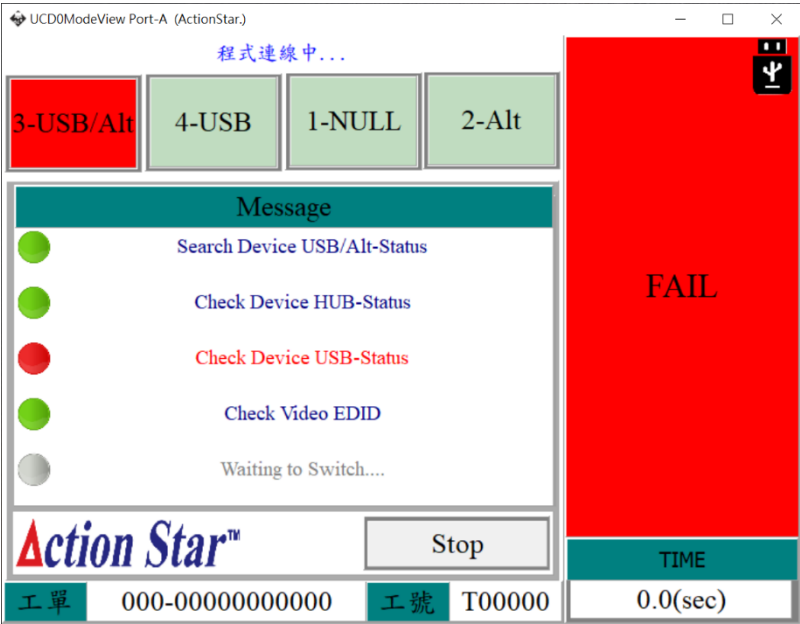 UCD0ModeView Port-A (ActionStar.)
程式連線中...
3-USB/Alt
4-USB
1-NULL
2-Alt
Message
Search Device USB/Alt-Status
Check Device HUB-Status
Check Device USB-Status
Check Video EDID
Waiting to Switch....
Action Star™
Stop
FAIL
TIME
工單
000-00000000000
工號
T00000
0.0(sec)